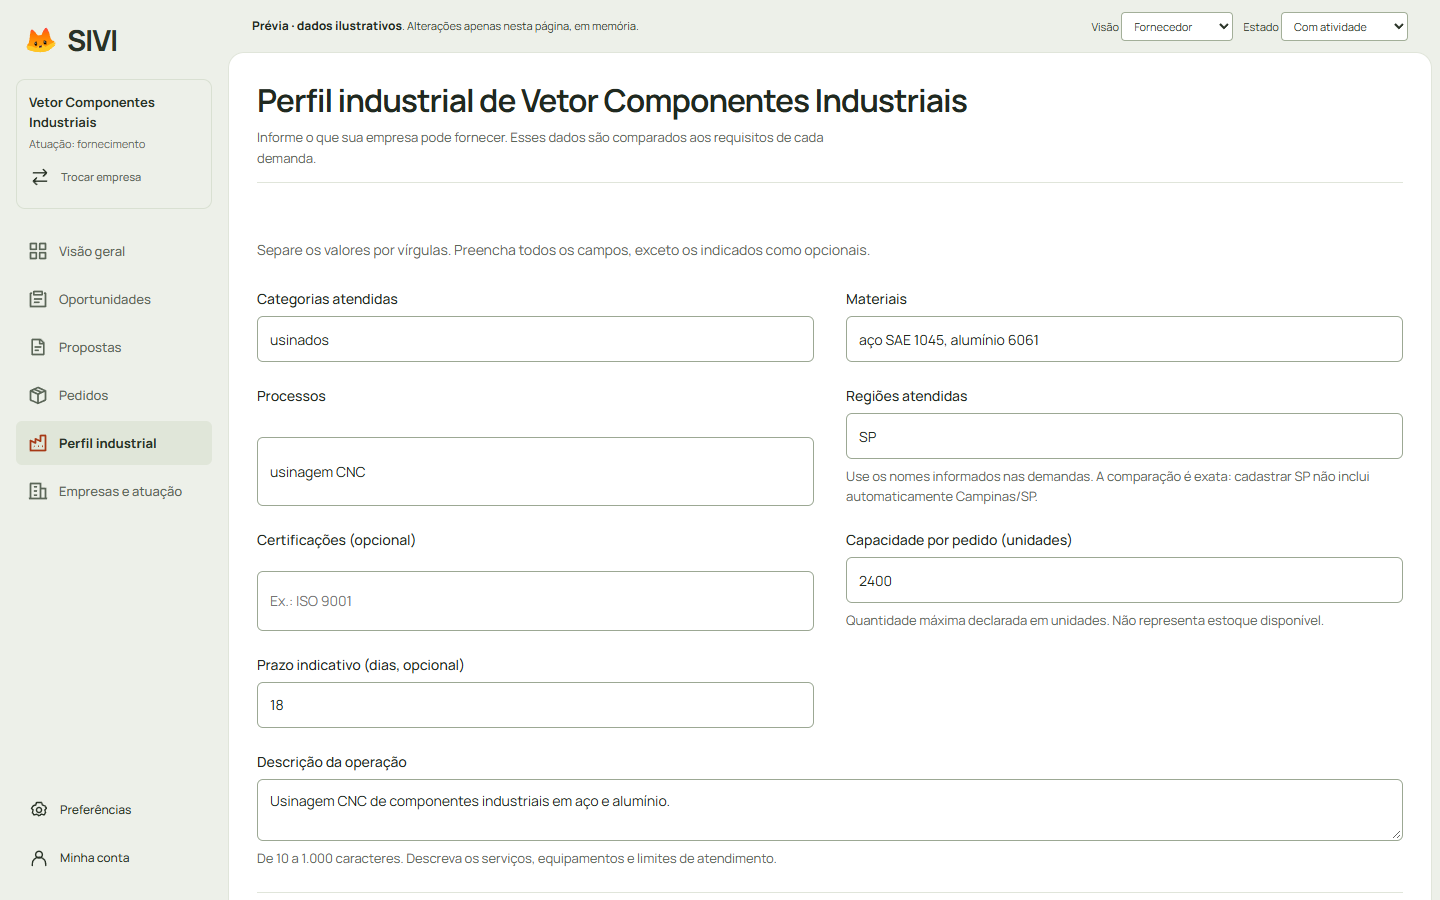 SIVI
Prévia · dados ilustrativos. Alterações apenas nesta página, em memória.
Visão
Fornecedor
Estado
Com atividade
Vetor Componentes
Industriais
Atuação: fornecimento
Trocar empresa
Visão geral
Oportunidades
Propostas
Pedidos
Perfil industrial
Empresas e atuação
Preferências
Minha conta
Perfil industrial de Vetor Componentes Industriais
Informe o que sua empresa pode fornecer. Esses dados são comparados aos requisitos de cada
demanda.
Separe os valores por vírgulas. Preencha todos os campos, exceto os indicados como opcionais.
Categorias atendidas
usinados
Materiais
aço SAE 1045, alumínio 6061
Processos
usinagem CNC
Regiões atendidas
SP
Use os nomes informados nas demandas. A comparação é exata: cadastrar SP não inclui
automaticamente Campinas/SP.
Certificações (opcional)
Ex.: ISO 9001
Capacidade por pedido (unidades)
2400
Quantidade máxima declarada em unidades. Não representa estoque disponível.
Prazo indicativo (dias, opcional)
18
Descrição da operação
Usinagem CNC de componentes industriais em aço e alumínio.
De 10 a 1.000 caracteres. Descreva os serviços, equipamentos e limites de atendimento.